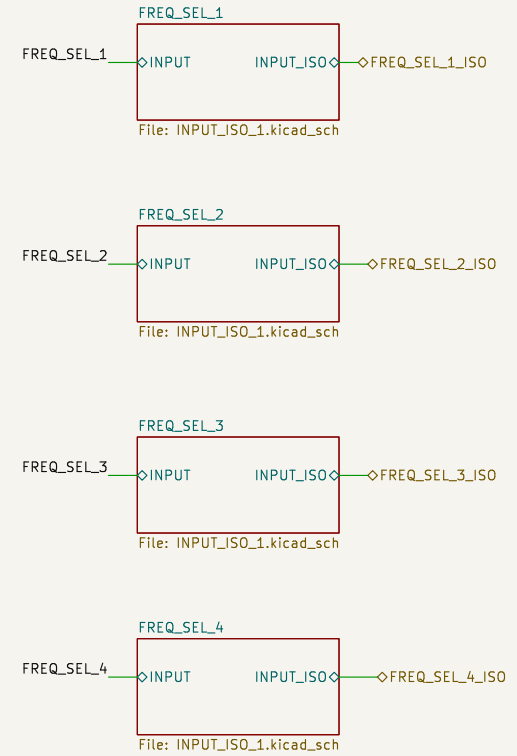 FREQ_SEL_1
FREQ_SEL_1
INPUT
INPUT_ISO
FREQ_SEL_1_ISO
File: INPUT_ISO_1.kicad_sch
FREQ_SEL_2
FREQ_SEL_2
INPUT
INPUT_ISO
FREQ_SEL_2_ISO
File: INPUT_ISO_1.kicad_sch
FREQ_SEL_3
FREQ_SEL_3
INPUT
INPUT_ISO
FREQ_SEL_3_ISO
File: INPUT_ISO_1.kicad_sch
FREQ_SEL_4
FREQ_SEL_4
INPUT
INPUT_ISO
FREQ_SEL_4_ISO
File: INPUT_ISO_1.kicad_sch